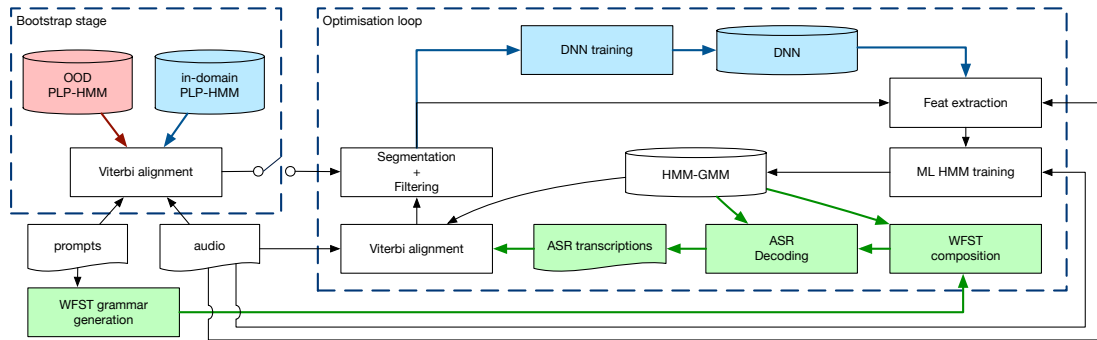 Bootstrap stage
OOD
PLP-HMM
in-domain
PLP-HMM
Viterbi alignment
prompts
audio
WFST grammar
generation
Optimisation loop
DNN training
DNN
Feat extraction
Segmentation
+
Filtering
HMM-GMM
ML HMM training
Viterbi alignment
ASR transcriptions
ASR
Decoding
WFST
composition